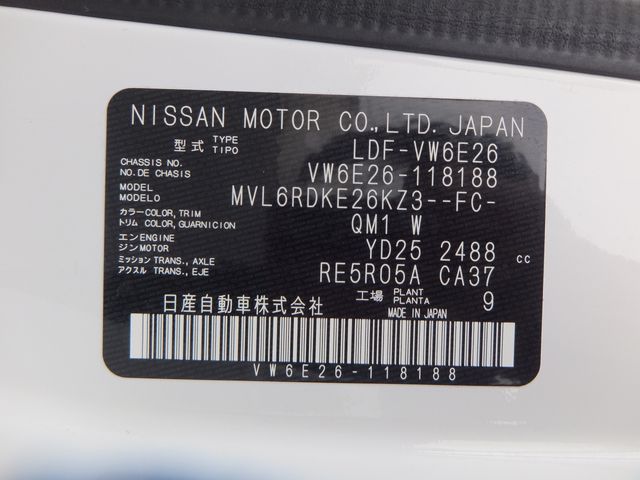 NISSAN MOTOR CO.,LTD. JAPAN
型式 TYPE TIPO LDF-VW6E26
CHASSIS NO. NO. DE CHASIS VW6E26-118188
MODEL MODELO MVL6RDKE26KZ3--FC-
カラー COLOR, TRIM
トリム COLOR, GUARNICION QM1 W
エンジン ENGINE MOTOR YD25 2488 cc
ミッション TRANS., AXLE
アクスル TRANS., EJE RE5R05A CA37
工場 PLANT PLANTA 9
日産自動車株式会社 MADE IN JAPAN
VW6E26-118188